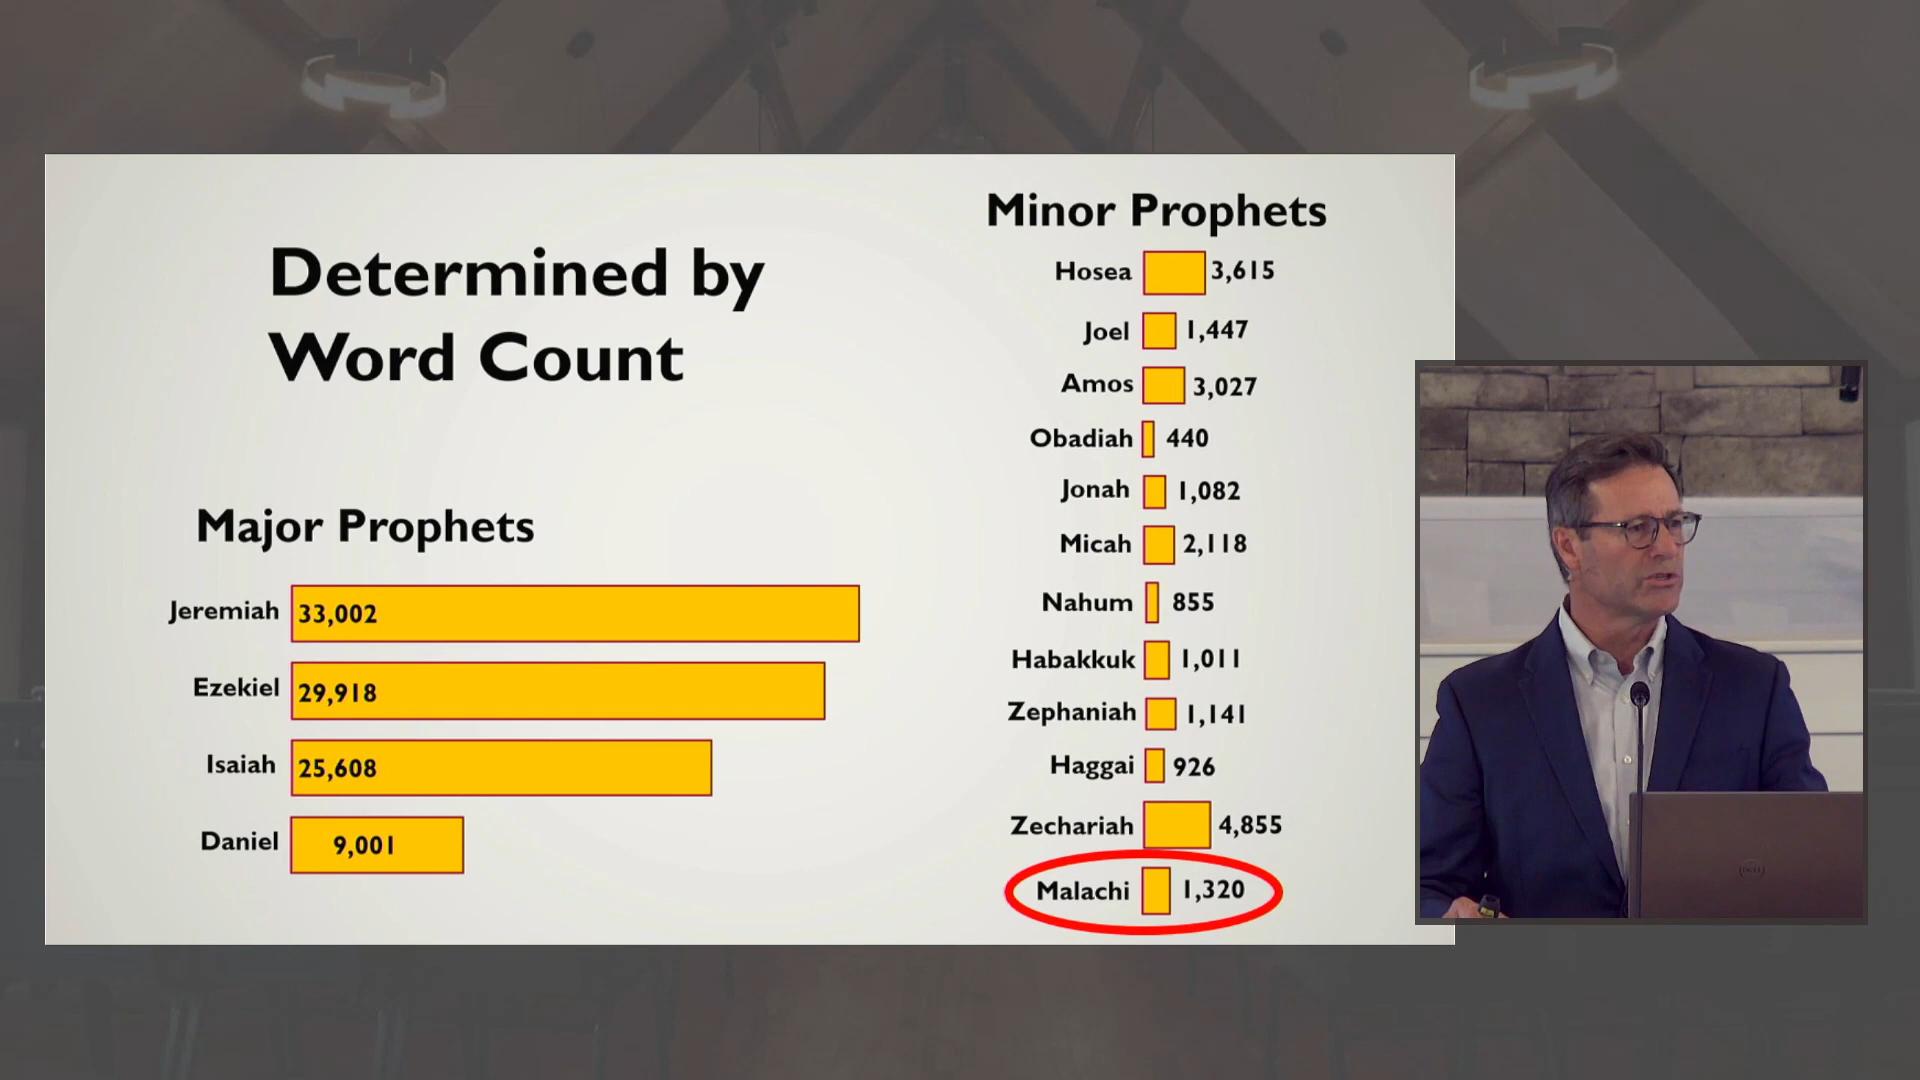 Determined by
Word Count
Major Prophets
Jeremiah 33,002
Ezekiel 29,918
Isaiah 25,608
Daniel 9,001
Minor Prophets
Hosea 3,615
Joel 1,447
Amos 3,027
Obadiah 440
Jonah 1,082
Micah 2,118
Nahum 855
Habakkuk 1,011
Zephaniah 1,141
Haggai 926
Zechariah 4,855
Malachi 1,320
DELL